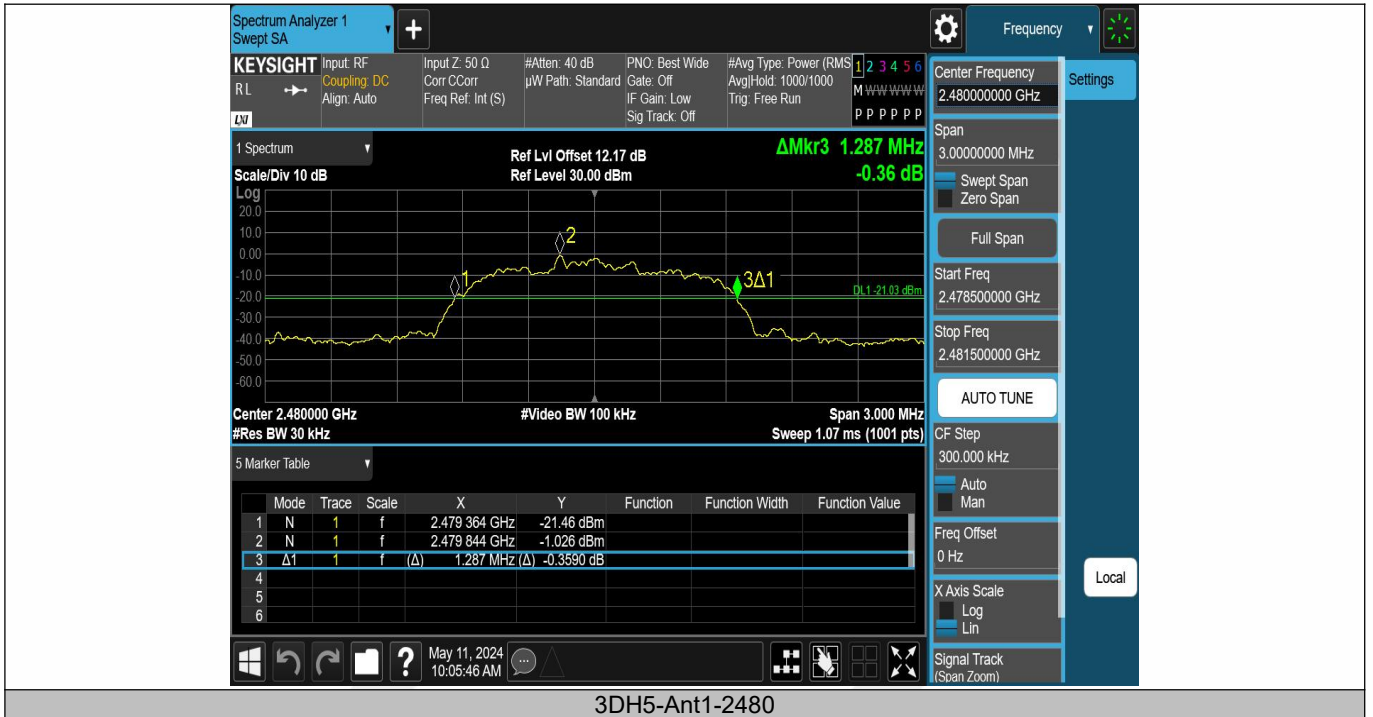 Spectrum Analyzer 1
Swept SA
Frequency
KEYSIGHT
RL
LXI
Input: RF
Coupling: DC
Align: Auto
Input Z: 50 Ω
Corr CCorr
Freq Ref: Int (S)
#Atten: 40 dB
µW Path: Standard
PNO: Best Wide
Gate: Off
IF Gain: Low
Sig Track: Off
#Avg Type: Power (RMS
Avg|Hold: 1000/1000
Trig: Free Run
1 2 3 4 5 6
M W W W W W
P P P P P P
1 Spectrum
Scale/Div 10 dB
Ref Lvl Offset 12.17 dB
Ref Level 30.00 dBm
ΔMkr3 1.287 MHz
-0.36 dB
Log
20.0
10.0
0.00
-10.0
-20.0
-30.0
-40.0
-50.0
-60.0
1
2
3Δ1
DL1 -21.03 dBm
Center 2.480000 GHz
#Video BW 100 kHz
Span 3.000 MHz
#Res BW 30 kHz
Sweep 1.07 ms (1001 pts)
5 Marker Table
Mode Trace Scale X Y Function Function Width Function Value
1 N 1 f 2.479 364 GHz -21.46 dBm
2 N 1 f 2.479 844 GHz -1.026 dBm
3 Δ1 1 f (Δ) 1.287 MHz (Δ) -0.3590 dB
4
5
6
May 11, 2024
10:05:46 AM
Center Frequency
2.480000000 GHz
Settings
Span
3.00000000 MHz
Swept Span
Zero Span
Full Span
Start Freq
2.478500000 GHz
Stop Freq
2.481500000 GHz
AUTO TUNE
CF Step
300.000 kHz
Auto
Man
Freq Offset
0 Hz
X Axis Scale
Log
Lin
Local
Signal Track
(Span Zoom)
3DH5-Ant1-2480